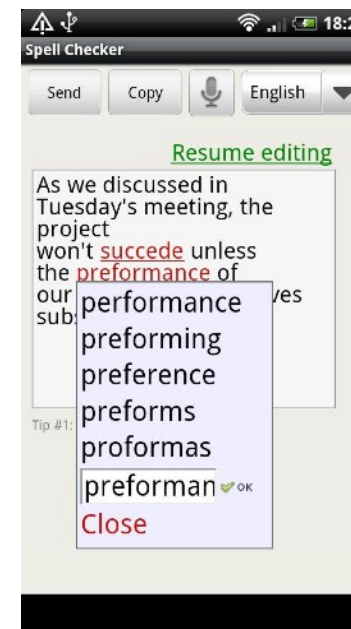 18:2
Spell Checker
Send Copy English
Resume editing
As we discussed in
Tuesday's meeting, the
project
won't succede unless
the preformance of
our ves
subs
performance
preforming
preference
preforms
proformas
preforman OK
Close
Tip #1: